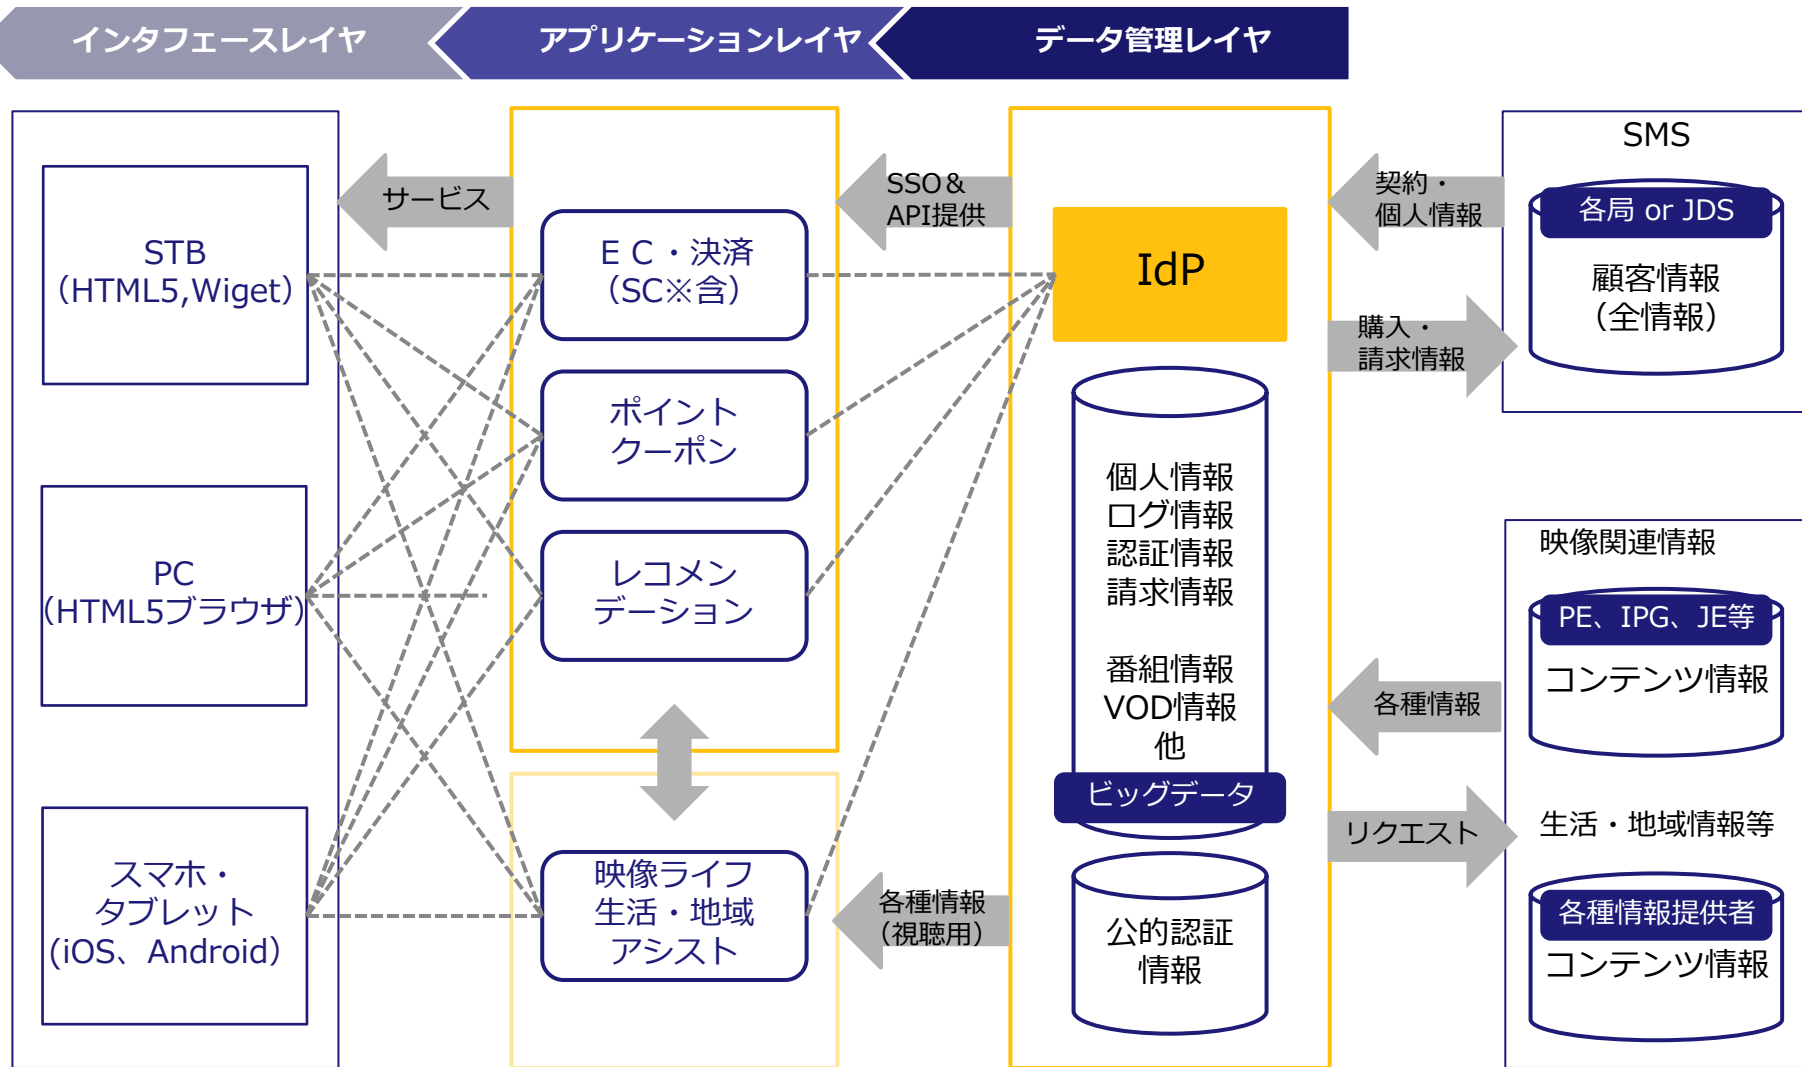 インタフェースレイヤ
アプリケーションレイヤ
データ管理レイヤ
サービス
STB
（HTML5,Wiget）
PC
（HTML5ブラウザ）
スマホ・
タブレット
(iOS、Android）
SSO＆
API提供
ＥＣ・決済
（SC※含）
ポイント
クーポン
レコメン
デーション
映像ライフ
生活・地域
アシスト
各種情報
（視聴用）
契約・
個人情報
購入・
請求情報
IdP
個人情報
ログ情報
認証情報
請求情報
番組情報
VOD情報
他
ビッグデータ
公的認証
情報
各種情報
リクエスト
SMS
各局 or JDS
顧客情報
（全情報）
映像関連情報
PE、IPG、JE等
コンテンツ情報
生活・地域情報等
各種情報提供者
コンテンツ情報